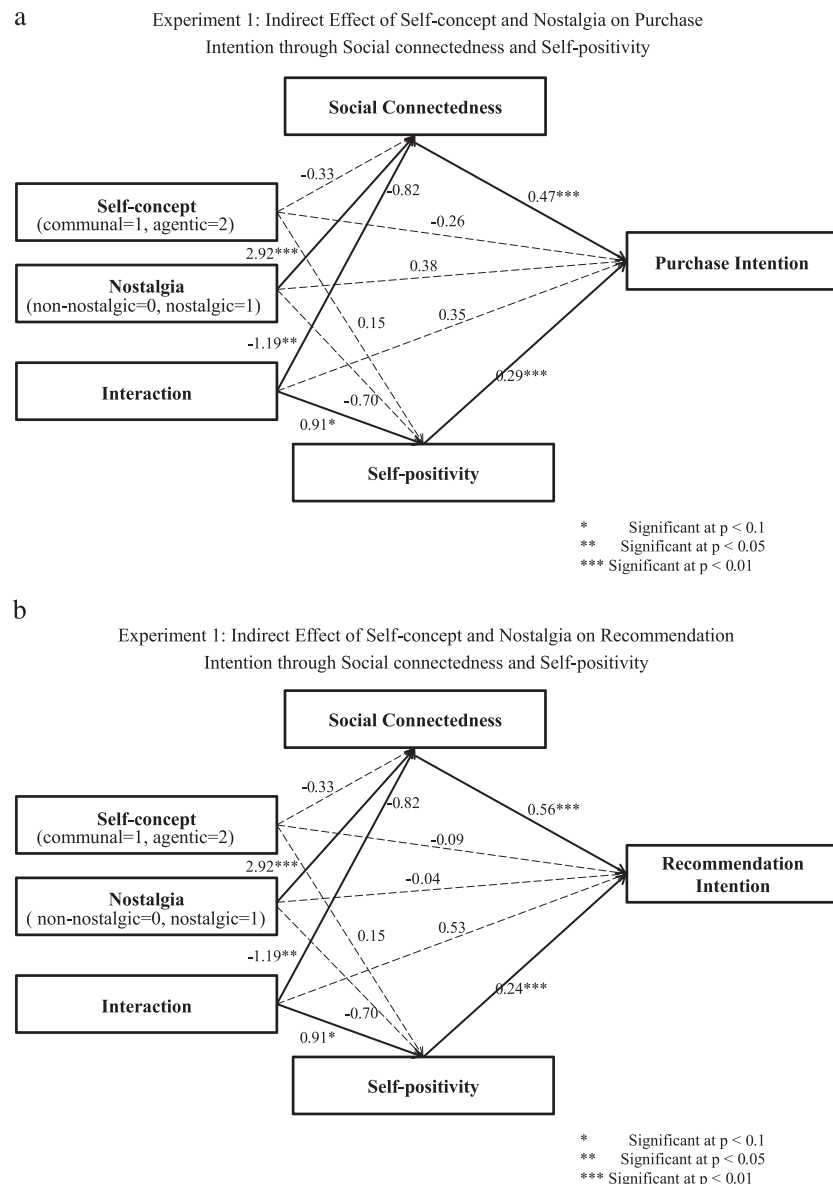 a
Experiment 1: Indirect Effect of Self-concept and Nostalgia on Purchase
Intention through Social connectedness and Self-positivity
Social Connectedness
-0.33
-0.82
0.47***
Self-concept
(communal=1, agentic=2)
-0.26
2.92***
0.38
Nostalgia
(non-nostalgic=0, nostalgic=1)
Purchase Intention
0.35
0.15
-1.19**
Interaction
0.29***
-0.70
0.91*
Self-positivity
* Significant at p < 0.1
** Significant at p < 0.05
*** Significant at p < 0.01
b
Experiment 1: Indirect Effect of Self-concept and Nostalgia on Recommendation
Intention through Social connectedness and Self-positivity
Social Connectedness
-0.33
-0.82
0.56***
Self-concept
(communal=1, agentic=2)
-0.09
2.92***
-0.04
Nostalgia
( non-nostalgic=0, nostalgic=1)
Recommendation
Intention
0.53
0.15
-1.19**
Interaction
0.24***
-0.70
0.91*
Self-positivity
* Significant at p < 0.1
** Significant at p < 0.05
*** Significant at p < 0.01